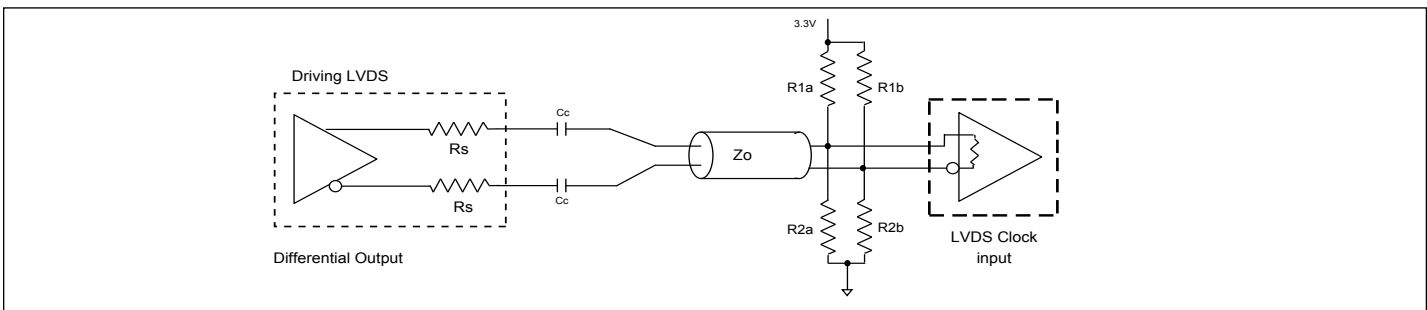 3.3V
Driving LVDS
R1a
R1b
Cc
Rs
Zo
Rs
Cc
R2a
R2b
LVDS Clock
input
Differential Output